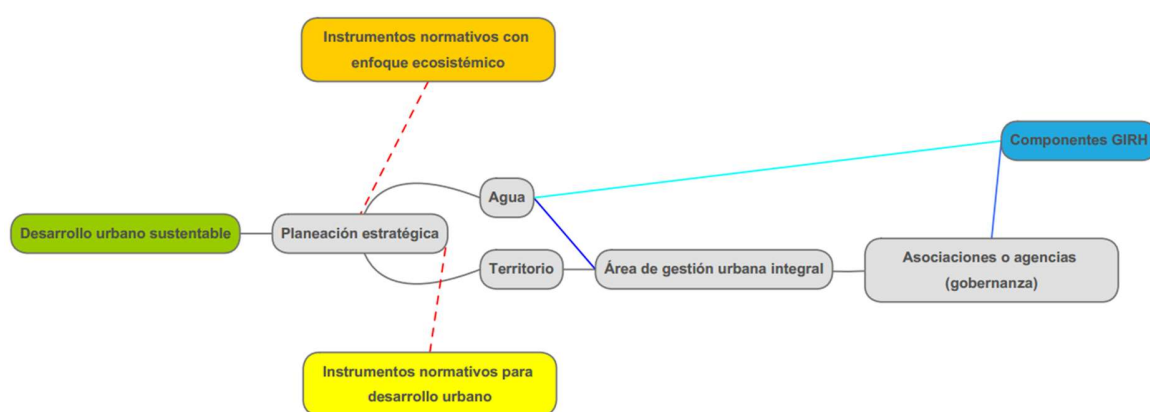 Instrumentos normativos con
enfoque ecosistémico
Componentes GIRH
Agua
Desarrollo urbano sustentable
Planeación estratégica
Territorio
Área de gestión urbana integral
Asociaciones o agencias
(gobernanza)
Instrumentos normativos para
desarrollo urbano